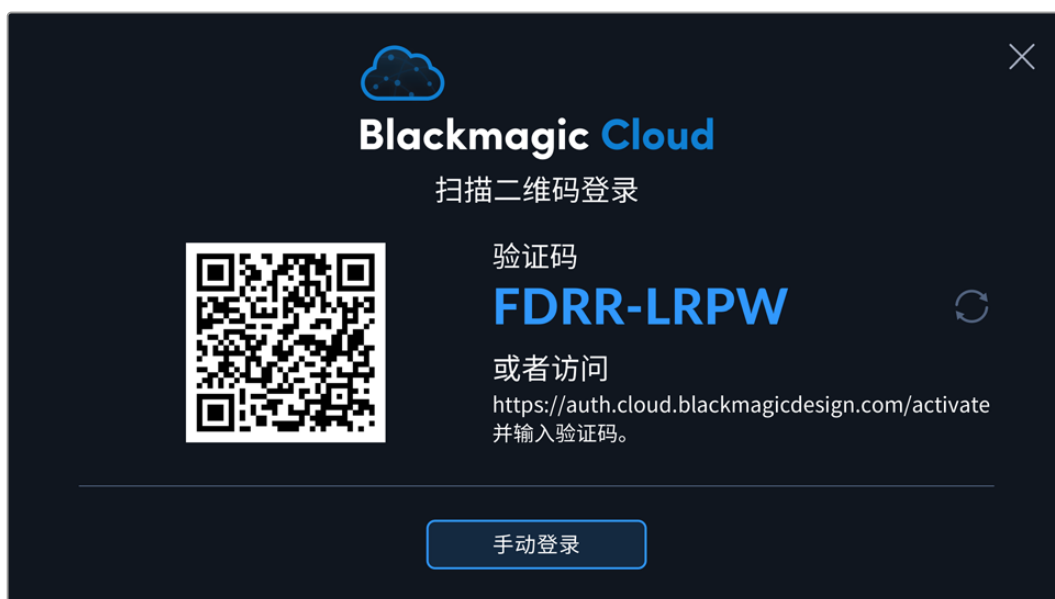 Blackmagic Cloud
扫描二维码登录
验证码
FDRR-LRPW
或者访问
https://auth.cloud.blackmagicdesign.com/activate
并输入验证码。
手动登录